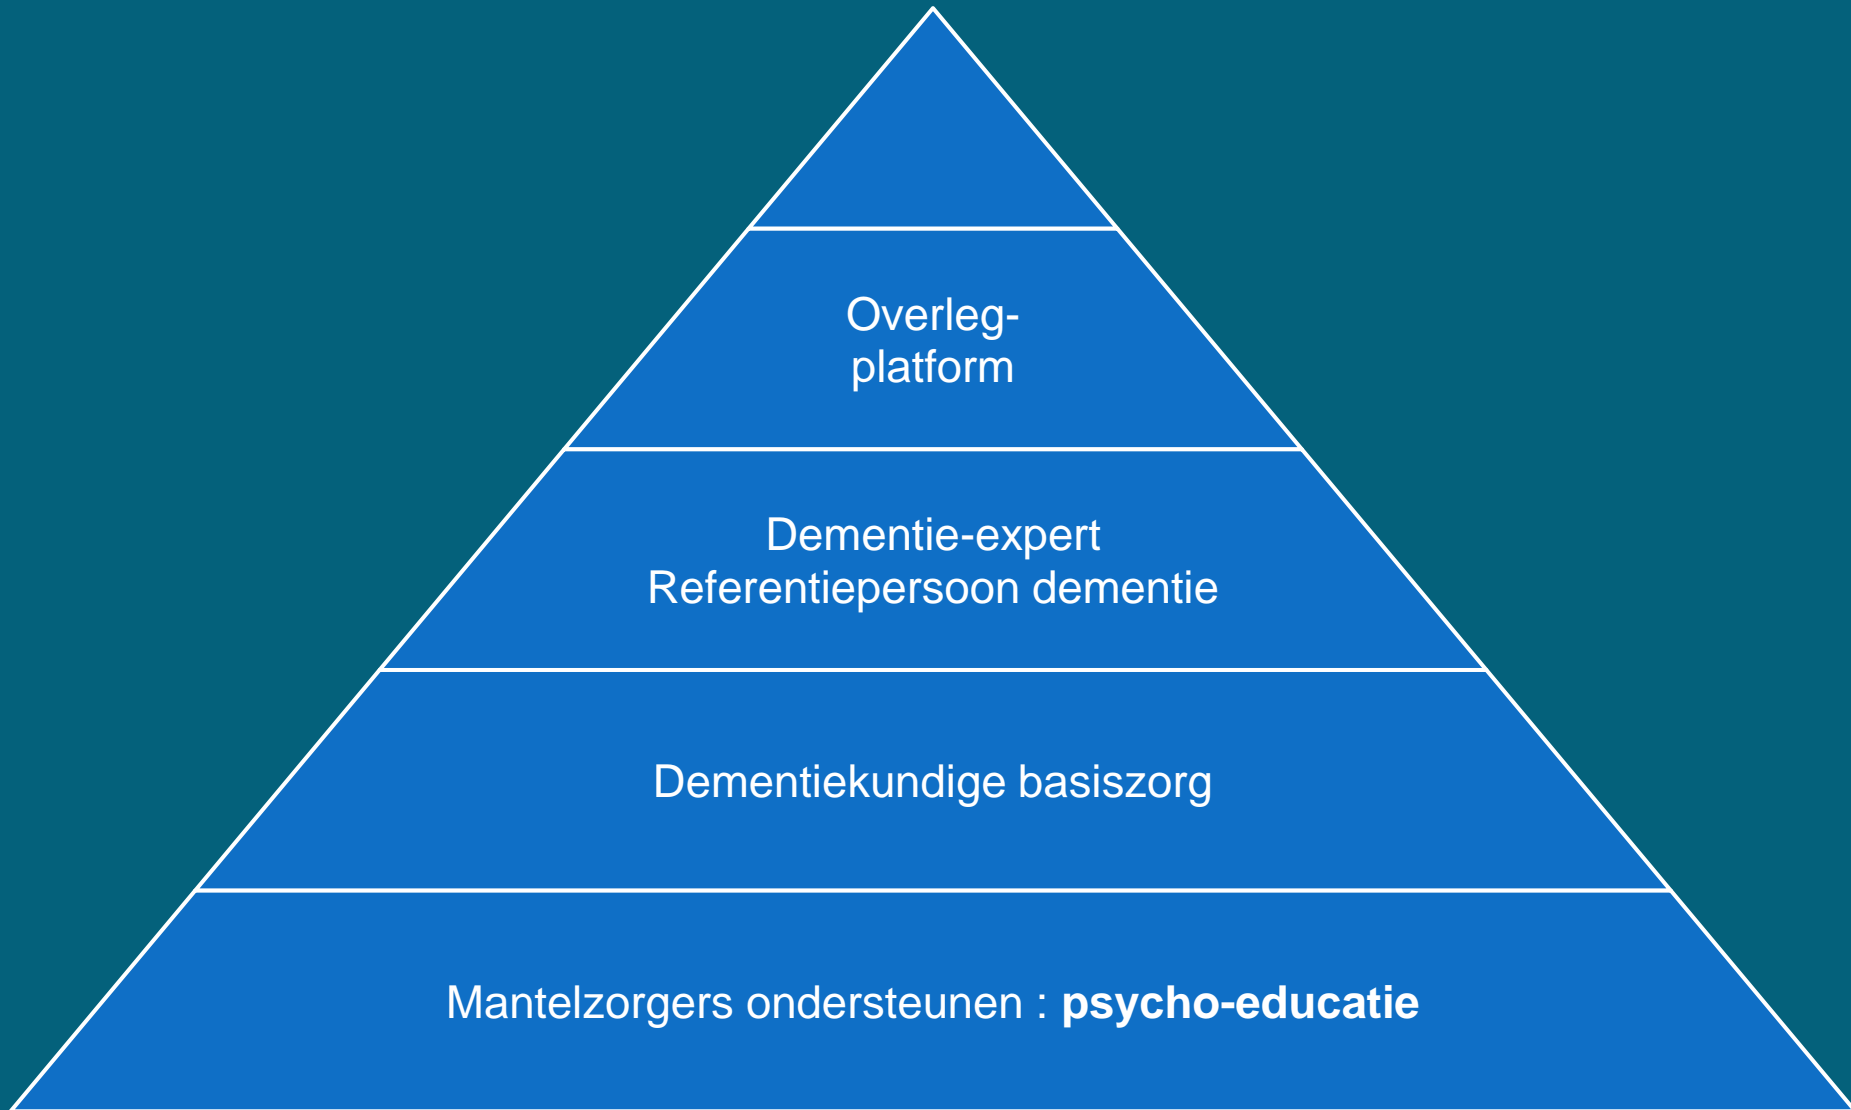 Overleg-
platform
Dementie-expert
Referentiepersoon dementie
Dementiekundige basiszorg
Mantelzorgers ondersteunen : psycho-educatie